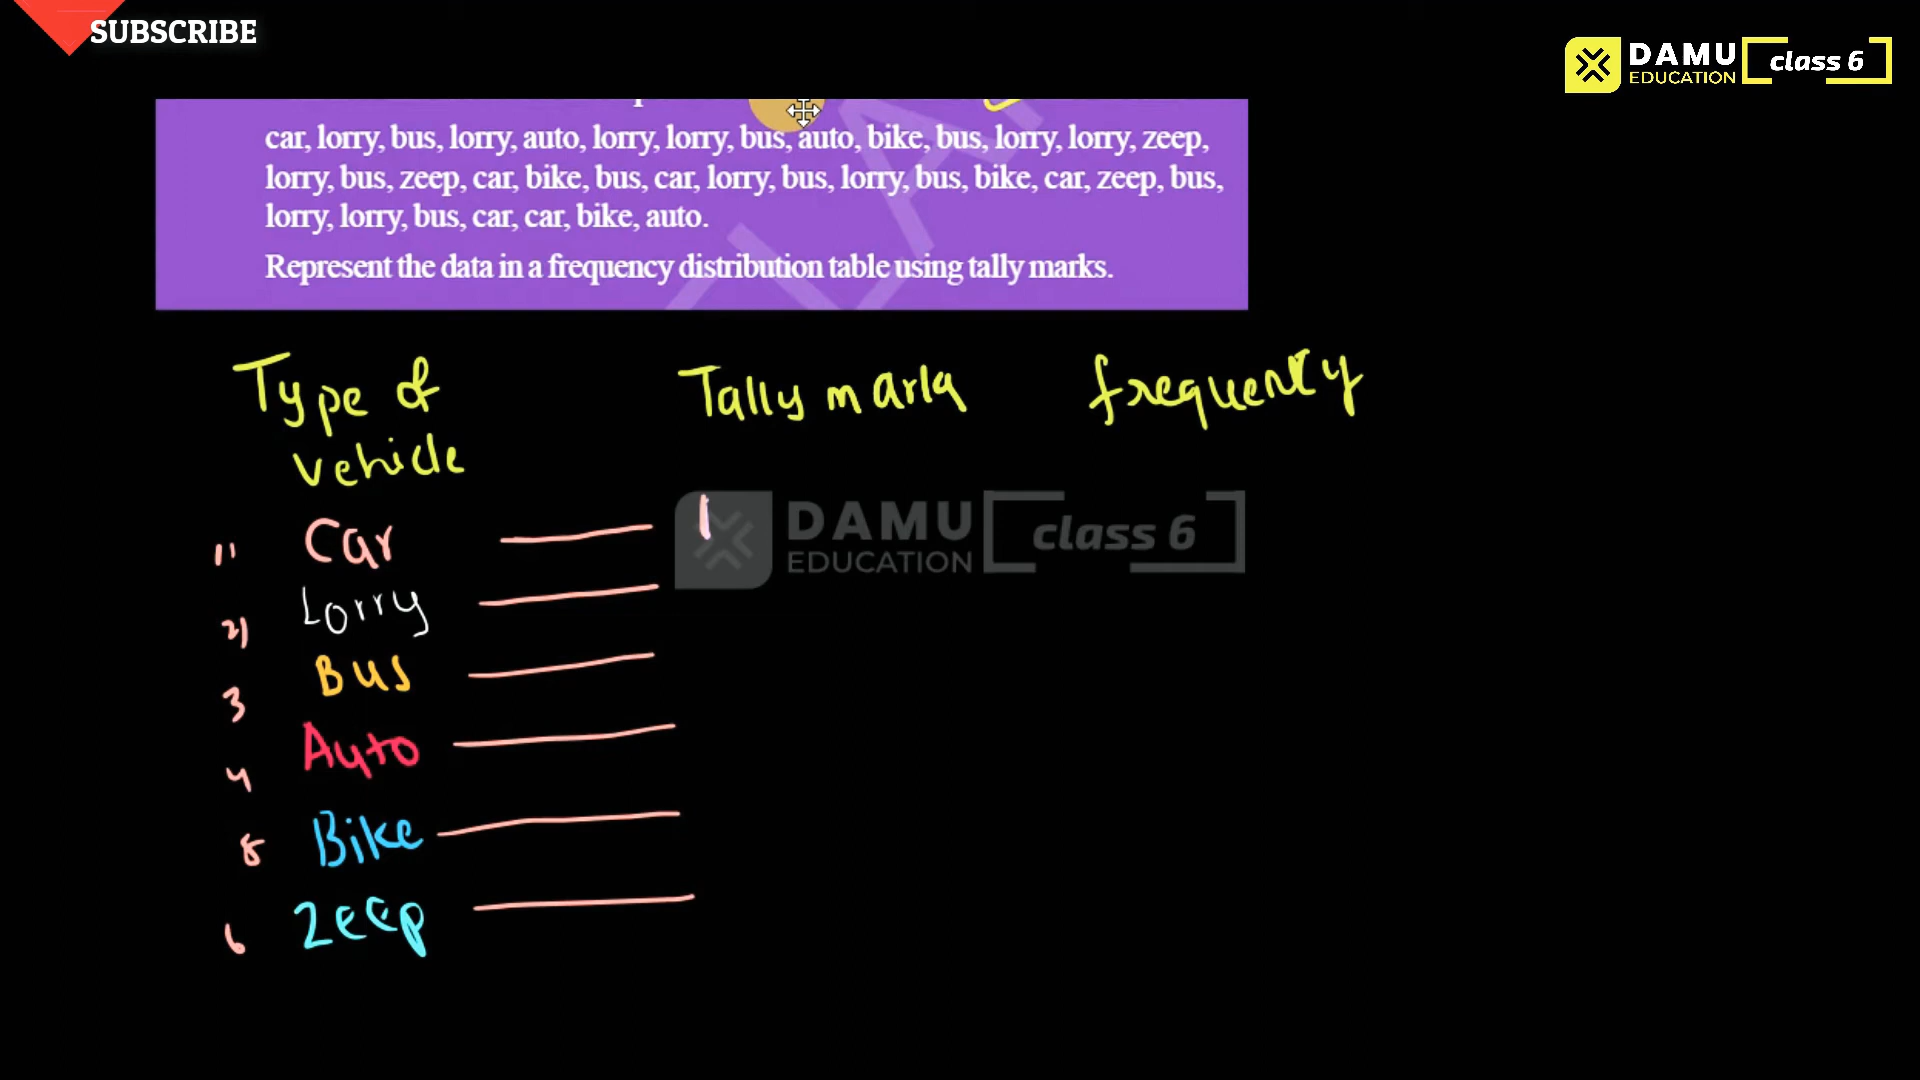 SUBSCRIBE
DAMU EDUCATION class 6
car, lorry, bus, lorry, auto, lorry, lorry, bus, auto, bike, bus, lorry, lorry, zeep,
lorry, bus, zeep, car, bike, bus, car, lorry, bus, lorry, bus, bike, car, zeep, bus,
lorry, lorry, bus, car, car, bike, auto.
Represent the data in a frequency distribution table using tally marks.
Type of Tally marks frequency
vehicle
DAMU EDUCATION class 6
1) Car
2) Lorry
3 Bus
4 Auto
5 Bike
6 Zeep